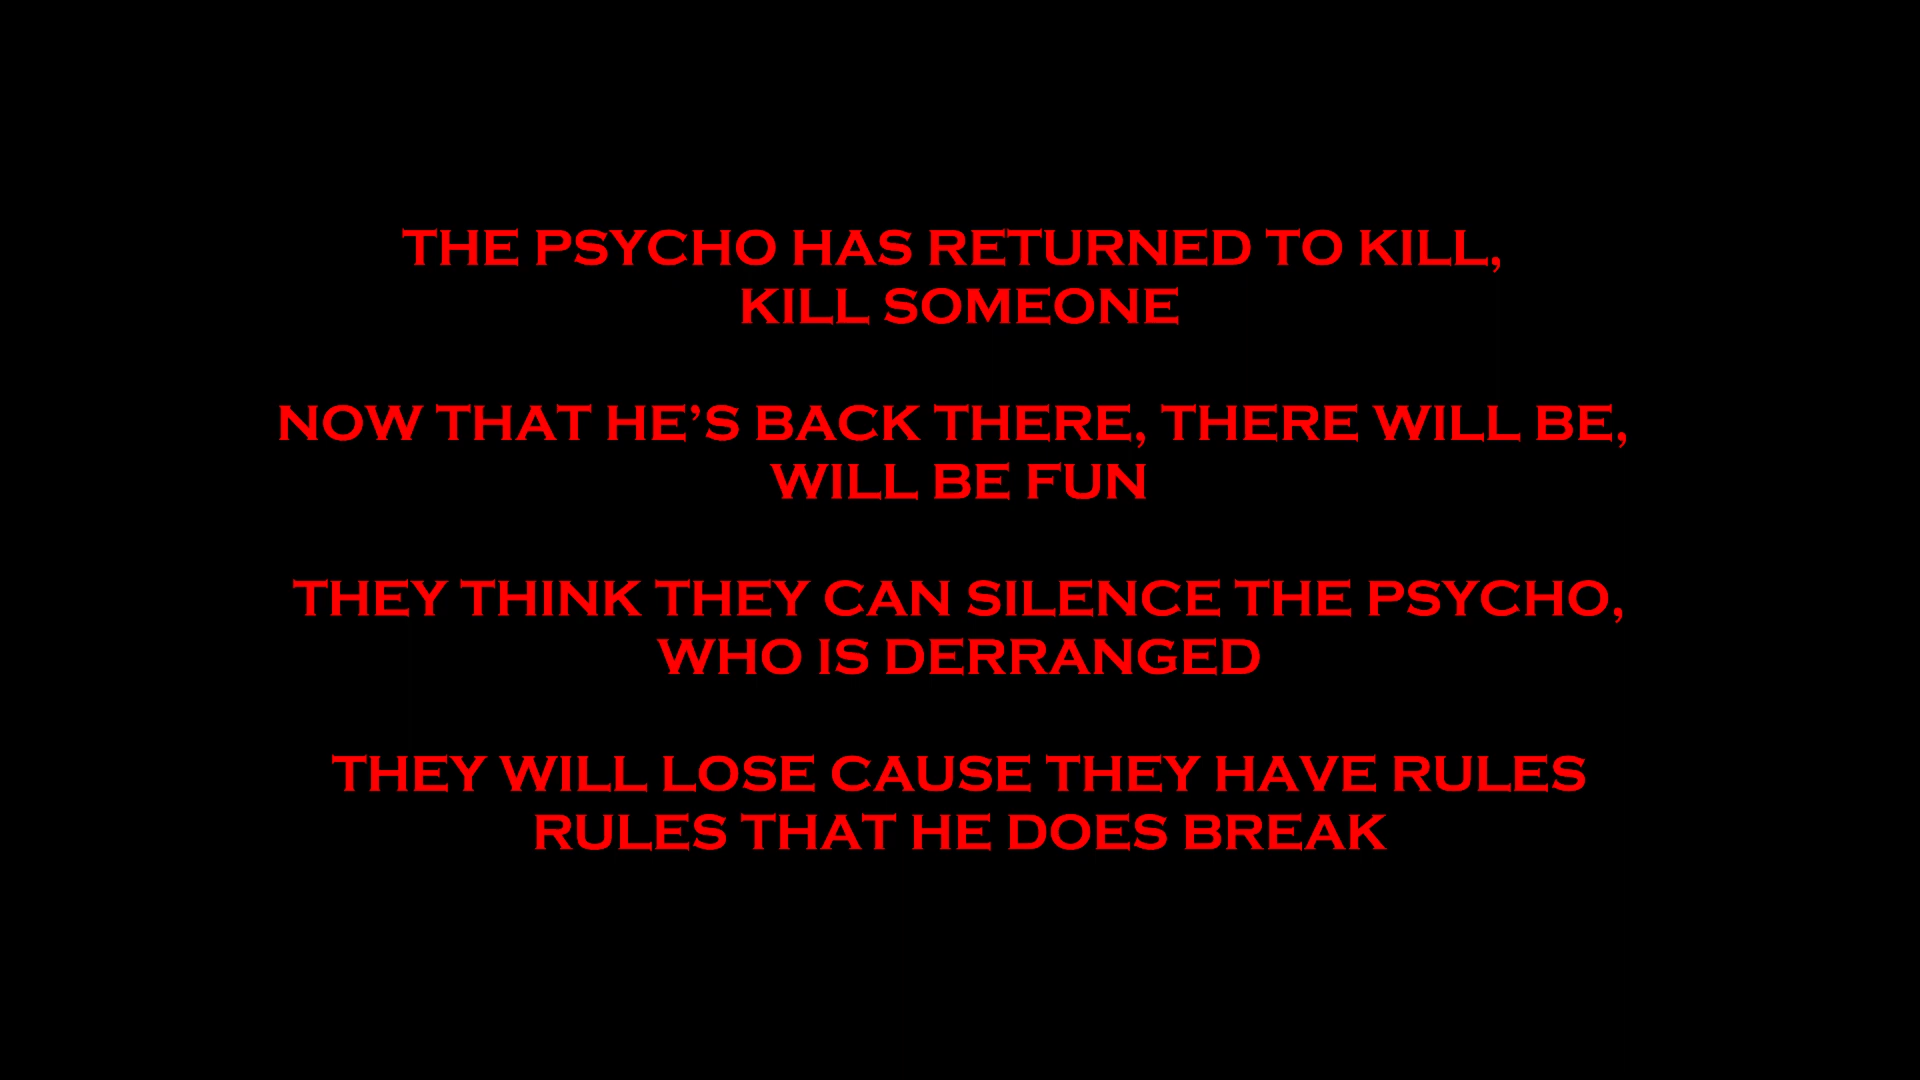 THE PSYCHO HAS RETURNED TO KILL,
KILL SOMEONE
NOW THAT HE’S BACK THERE, THERE WILL BE,
WILL BE FUN
THEY THINK THEY CAN SILENCE THE PSYCHO,
WHO IS DERRANGED
THEY WILL LOSE CAUSE THEY HAVE RULES
RULES THAT HE DOES BREAK